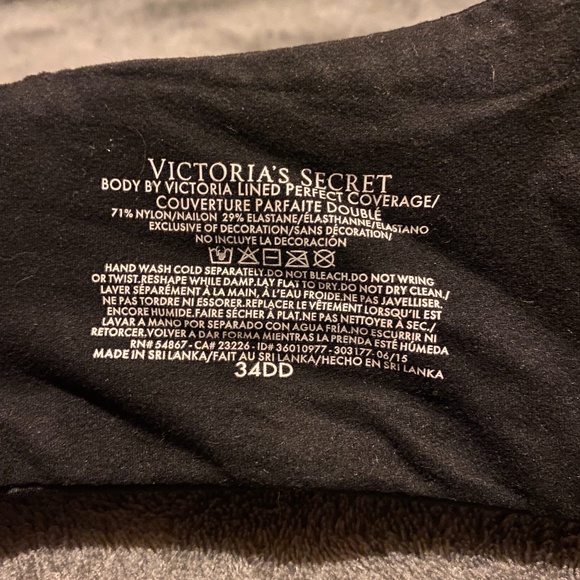 VICTORIA'S SECRET
BODY BY VICTORIA LINED PERFECT COVERAGE/
COUVERTURE PARFAITE DOUBLÉ
71% NYLON/NAILON 29% ELASTANE/ÉLASTHANNE/ELASTANO
EXCLUSIVE OF DECORATION/SANS DÉCORATION/
NO INCLUYE LA DECORACIÓN
HAND WASH COLD SEPARATELY.DO NOT BLEACH.DO NOT WRING
OR TWIST.RESHAPE WHILE DAMP.LAY FLAT TO DRY.DO NOT DRY CLEAN./
LAVER SÉPARÉMENT À LA MAIN, À L'EAU FROIDE.NE PAS JAVELLISER.
NE PAS TORDRE NI ESSORER.REPLACER LE VÊTEMENT LORSQU'IL EST
ENCORE HUMIDE.FAIRE SÉCHER À PLAT.NE PAS NETTOYER À SEC./
LAVAR A MANO POR SEPARADO CON AGUA FRÍA.NO ESCURRIR NI
RETORCER.VOLVER A DAR FORMA MIENTRAS LA PRENDA ESTÉ HÚMEDA
RN# 54867 - CA# 23226 - ID# 36010977 - 303177- 06/15
MADE IN SRI LANKA/FAIT AU SRI LANKA/HECHO EN SRI LANKA
34DD